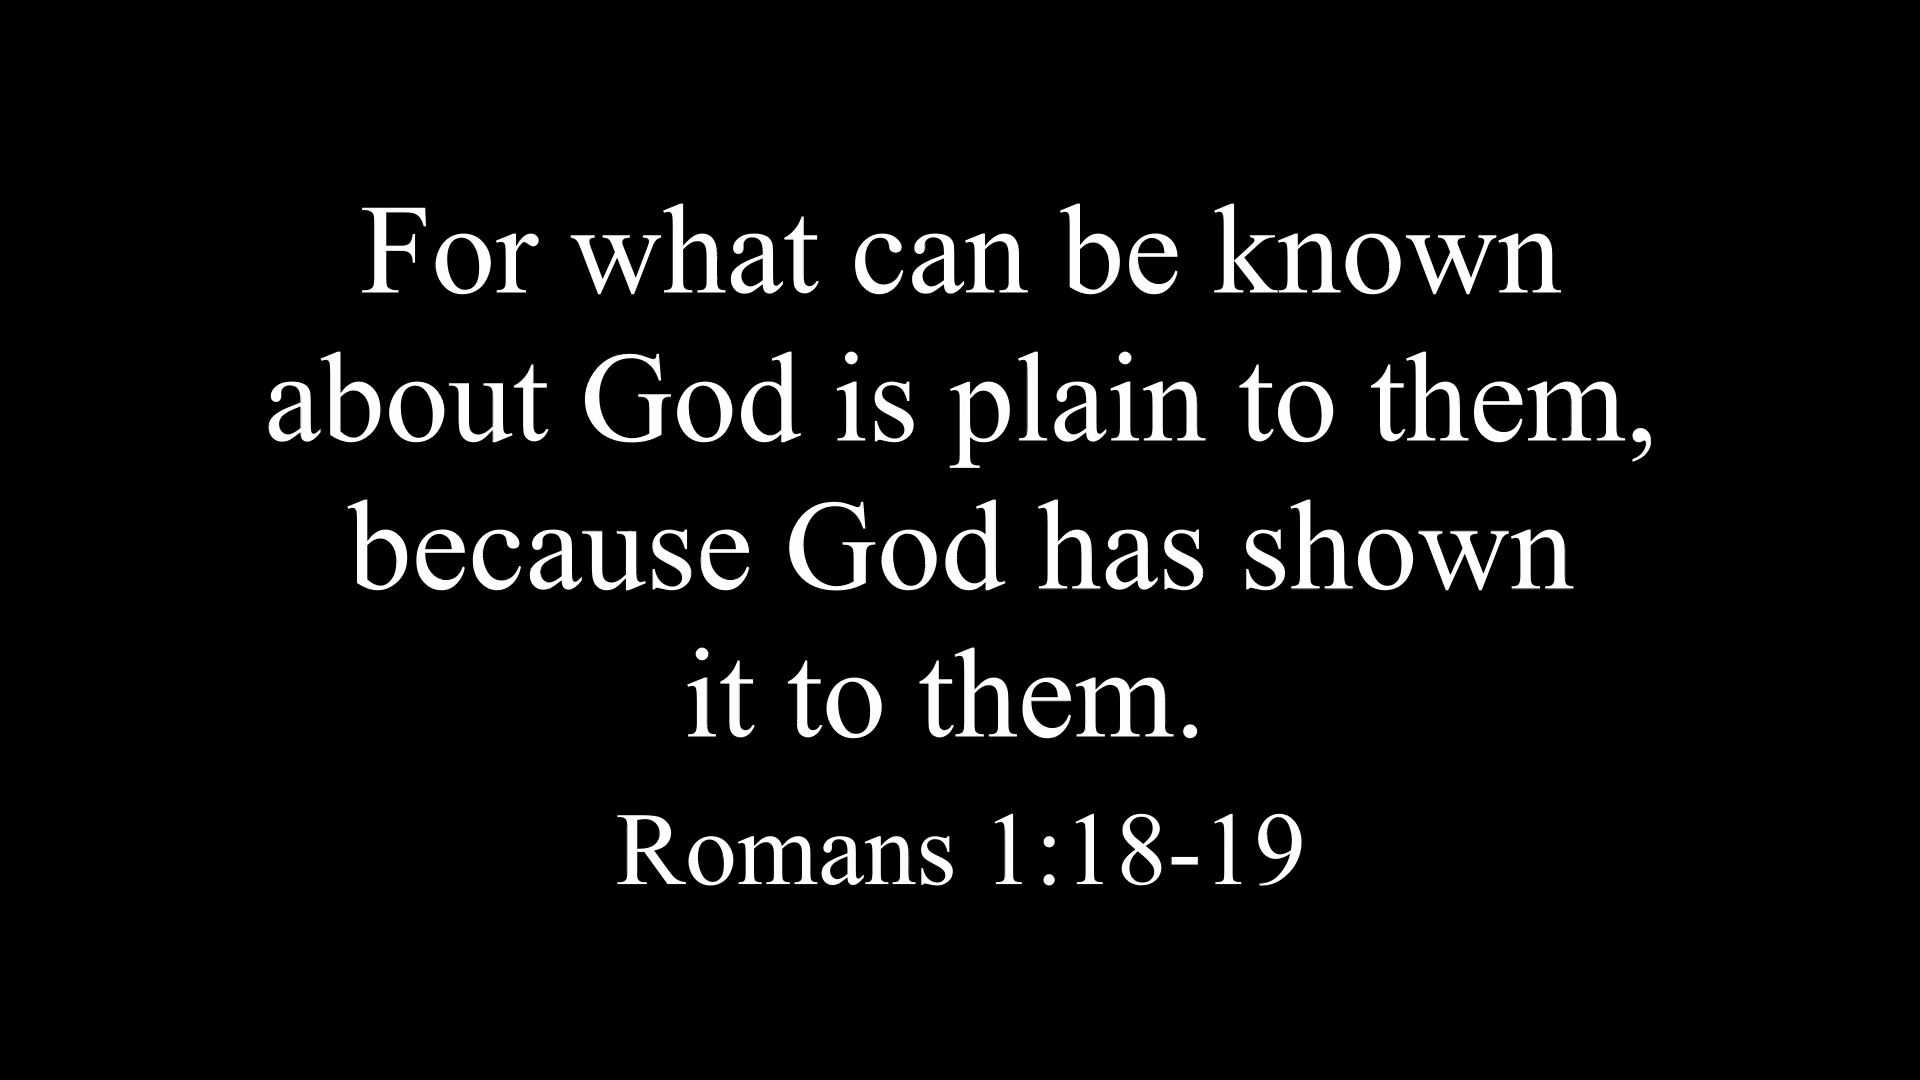 For what can be known
about God is plain to them,
because God has shown
it to them.
Romans 1:18-19